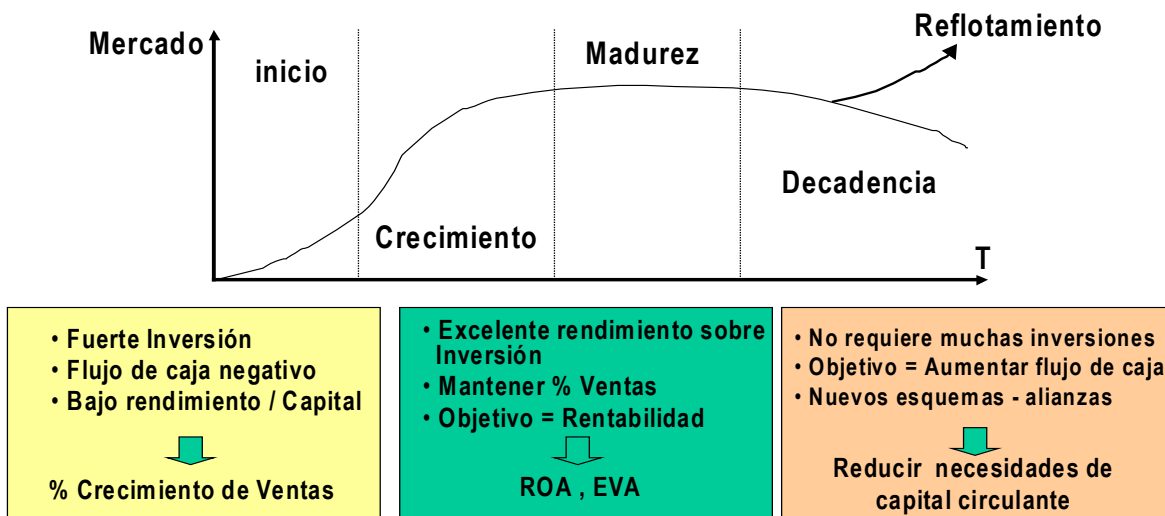 Mercado
inicio
Crecimiento
Madurez
Reflotamiento
Decadencia
T
• Fuerte Inversión
• Flujo de caja negativo
• Bajo rendimiento / Capital
% Crecimiento de Ventas
• Excelente rendimiento sobre
Inversión
• Mantener % Ventas
• Objetivo = Rentabilidad
ROA , EVA
• No requiere muchas inversiones
• Objetivo = Aumentar flujo de caja
• Nuevos esquemas - alianzas
Reducir necesidades de
capital circulante